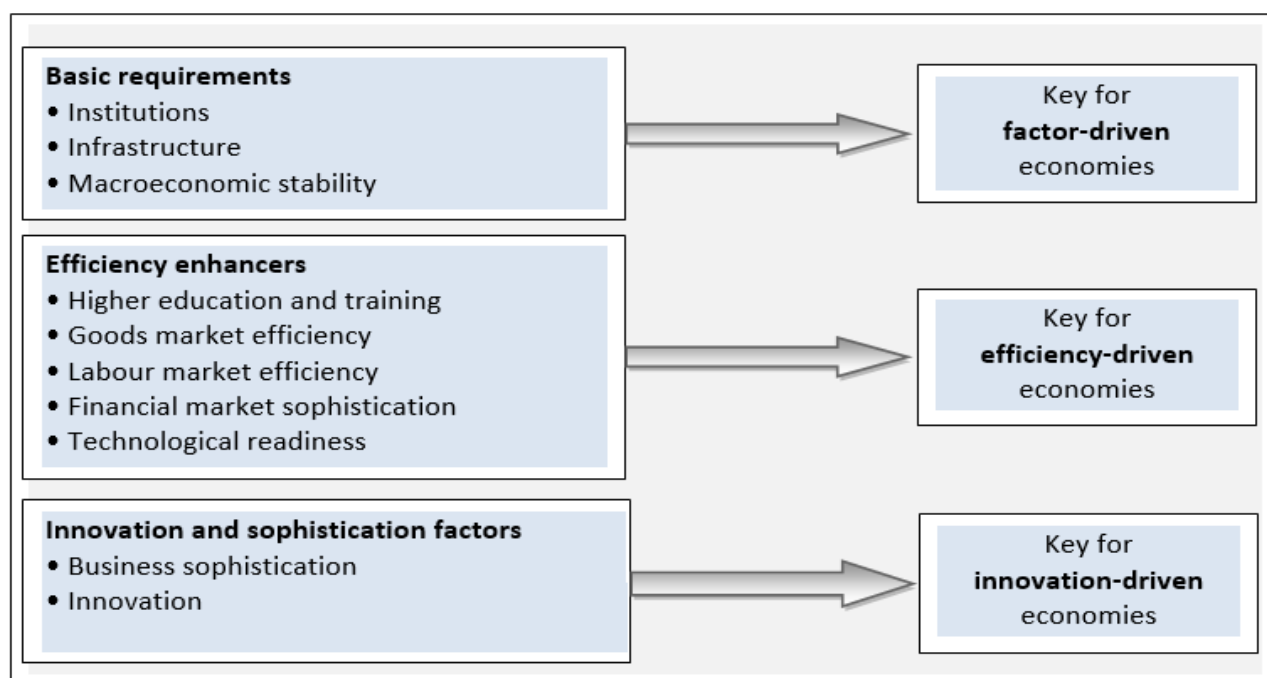 Basic requirements
• Institutions
• Infrastructure
• Macroeconomic stability
Key for
factor-driven
economies
Efficiency enhancers
• Higher education and training
• Goods market efficiency
• Labour market efficiency
• Financial market sophistication
• Technological readiness
Key for
efficiency-driven
economies
Innovation and sophistication factors
• Business sophistication
• Innovation
Key for
innovation-driven
economies